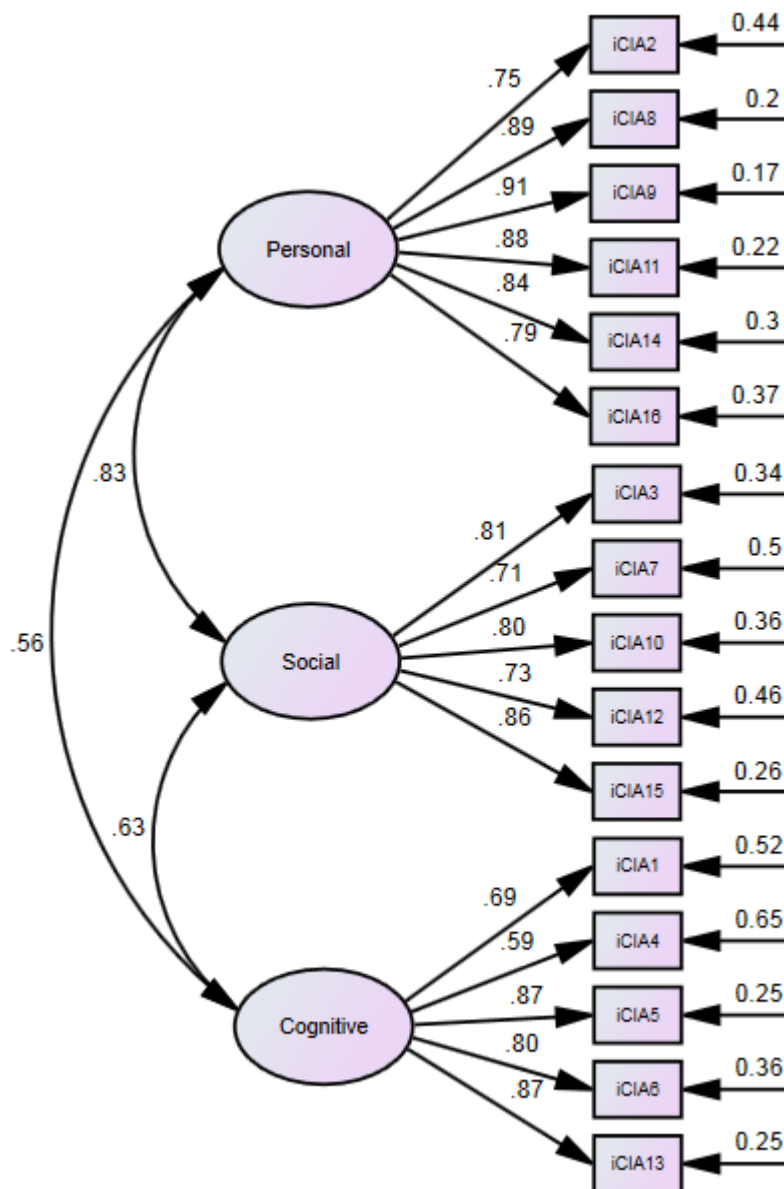 0.44
iCIA2
.75
0.2
iCIA8
.89
0.17
iCIA9
.91
0.22
iCIA11
.88
0.3
iCIA14
.84
0.37
iCIA16
.79
Personal
.83
0.34
iCIA3
.81
0.5
iCIA7
.71
0.36
iCIA10
.80
0.46
iCIA12
.73
0.26
iCIA15
.86
Social
.56
.63
0.52
iCIA1
.69
0.65
iCIA4
.59
0.25
iCIA5
.87
0.36
iCIA6
.80
0.25
iCIA13
.87
Cognitive